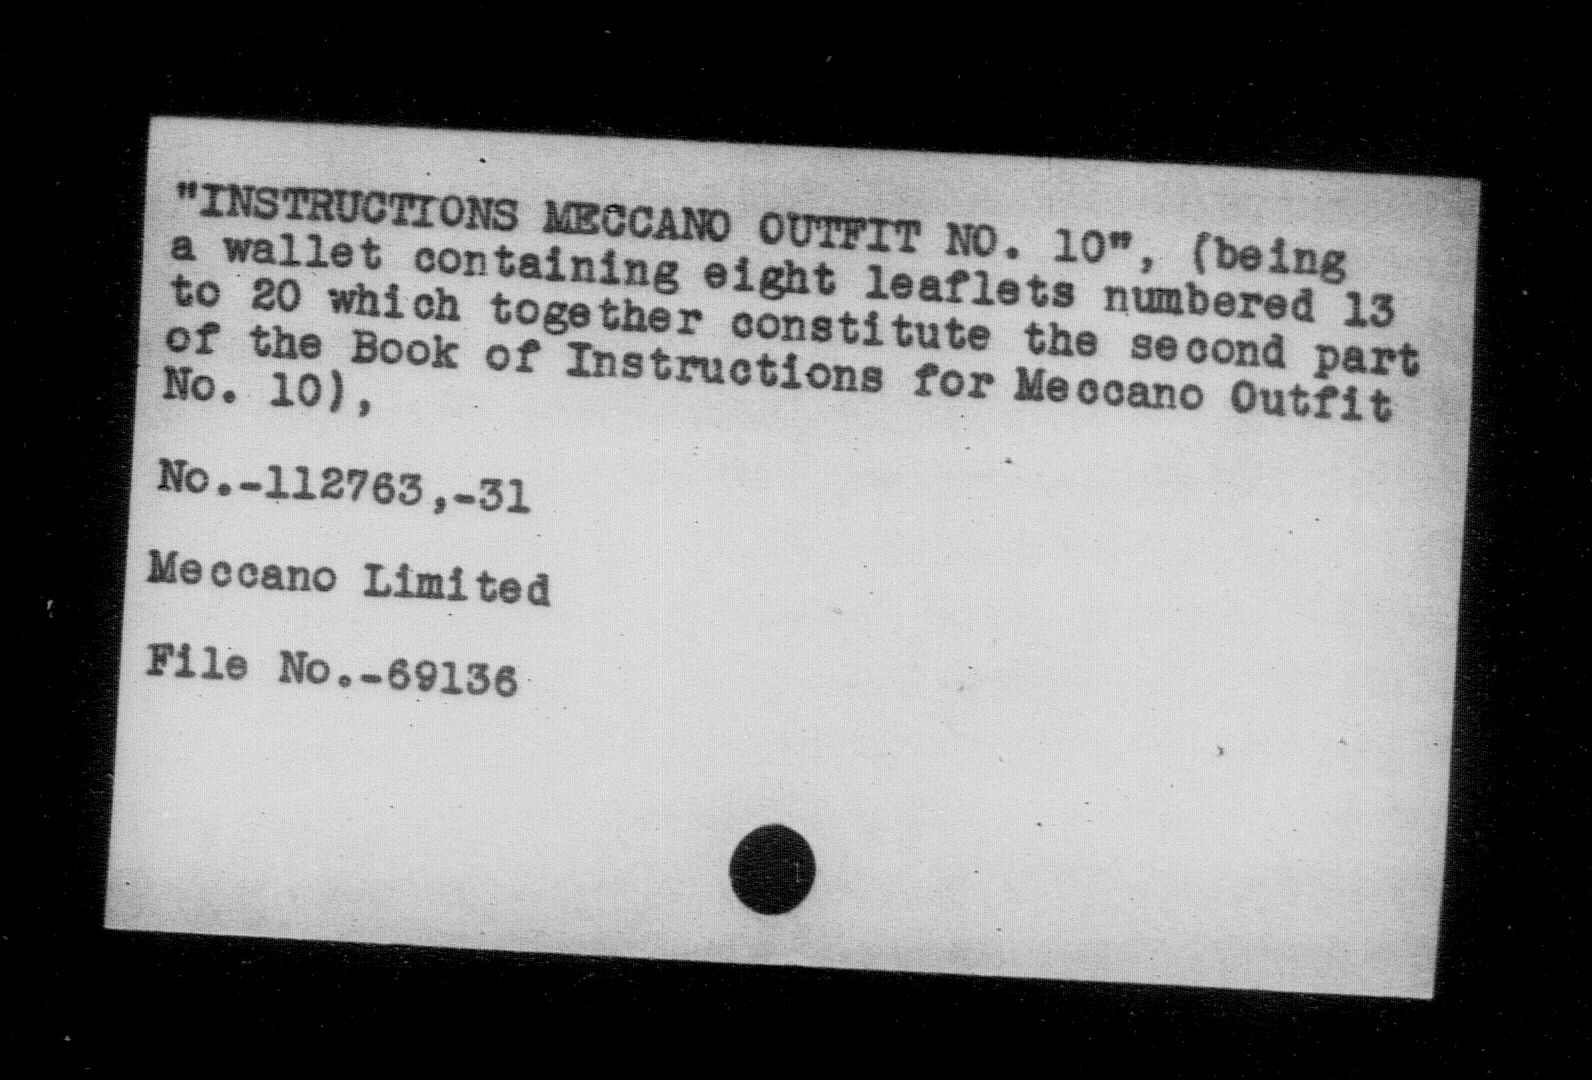 "INSTRUCTIONS MECCANO OUTFIT NO. 10", (being
a wallet containing eight leaflets numbered 13
to 20 which together constitute the second part
of the Book of Instructions for Meccano Outfit
No. 10),
No.-112763,-31
Meccano Limited
File No.-69136